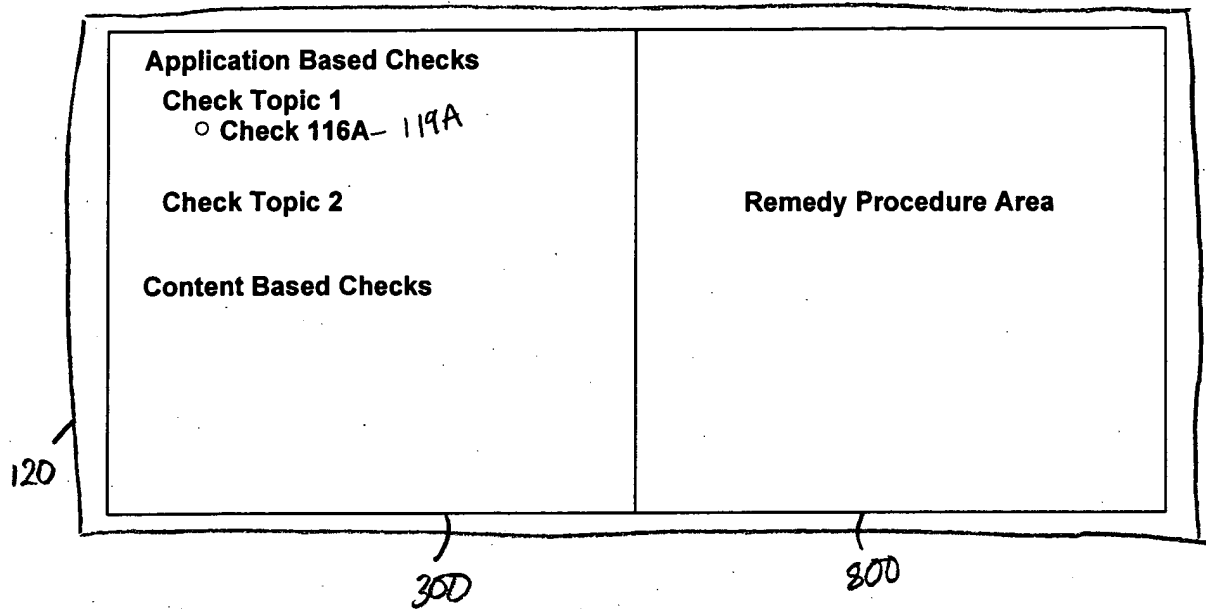 Application Based Checks
Check Topic 1
○ Check 116A- 119A
Check Topic 2
Content Based Checks
Remedy Procedure Area
120
300
800